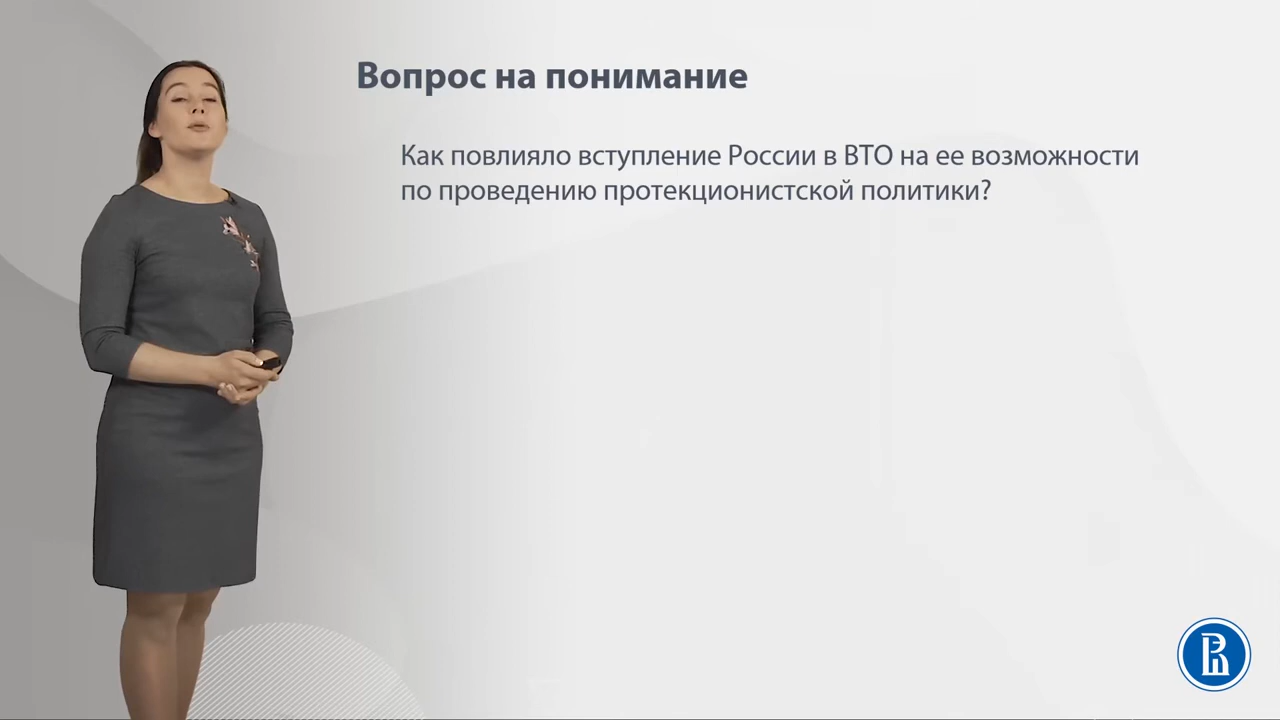 Вопрос на понимание
Как повлияло вступление России в ВТО на ее возможности
по проведению протекционистской политики?